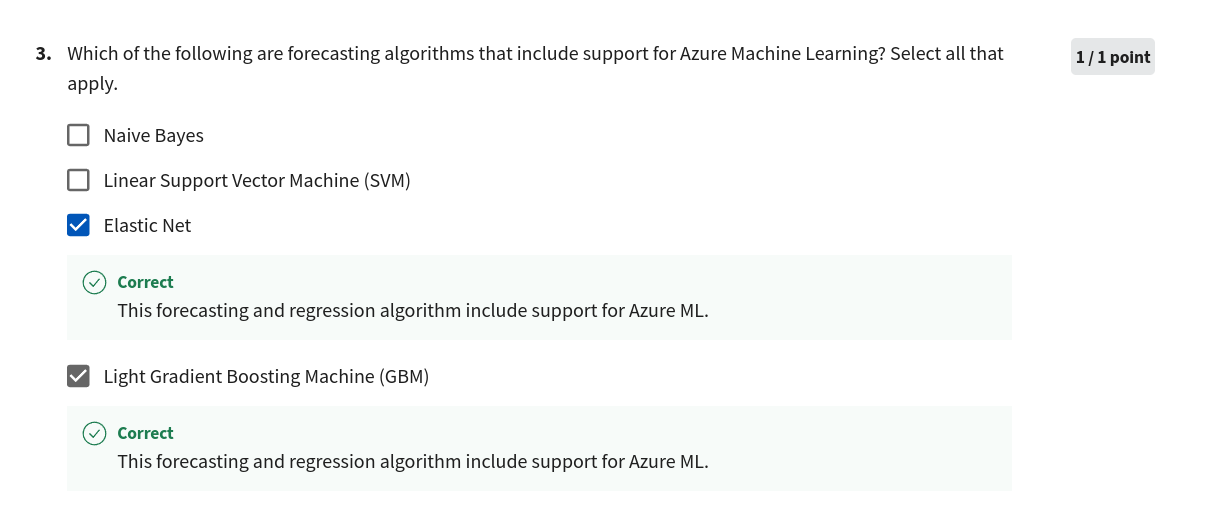 3. Which of the following are forecasting algorithms that include support for Azure Machine Learning? Select all that
apply.
1 / 1 point
Naive Bayes
Linear Support Vector Machine (SVM)
Elastic Net
Correct
This forecasting and regression algorithm include support for Azure ML.
Light Gradient Boosting Machine (GBM)
Correct
This forecasting and regression algorithm include support for Azure ML.